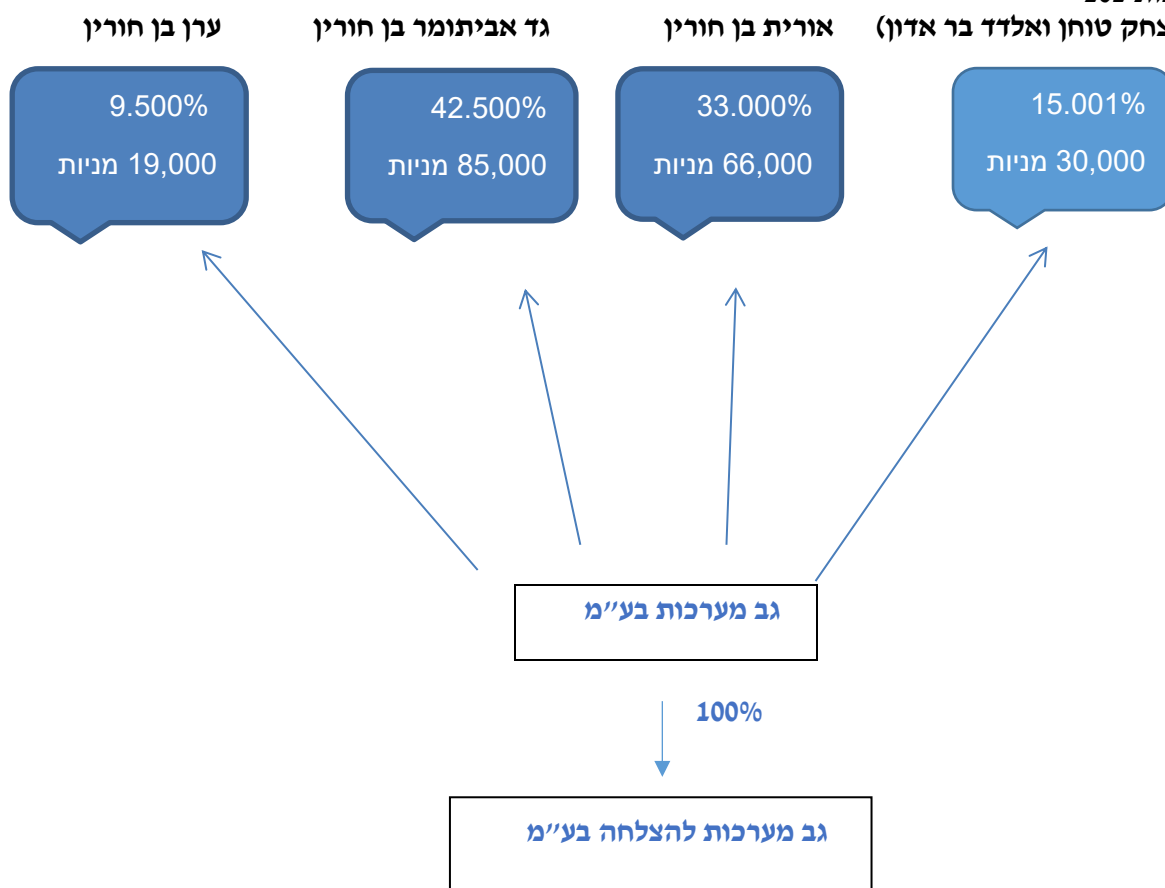 צחק טוחן ואלדד בר אדון)
אורית בן חורין
גד אביתומר בן חורין
ערן בן חורין
15.001%
30,000 מניות
33.000%
66,000 מניות
42.500%
85,000 מניות
9.500%
19,000 מניות
גב מערכות בע״מ
100%
גב מערכות להצלחה בע״מ